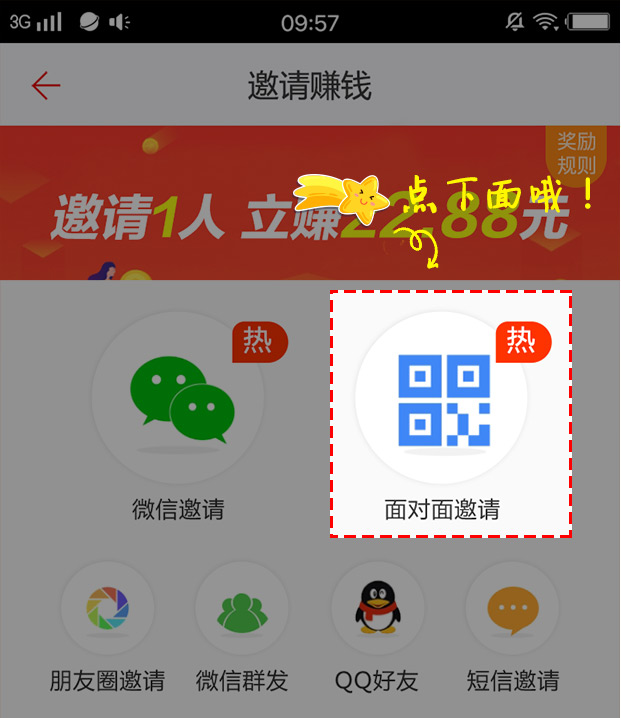 3G 09:57
邀请赚钱
奖励
规则
点下面哦！
邀请1人 立赚22.88元
热
热
微信邀请
面对面邀请
朋友圈邀请
微信群发
QQ好友
短信邀请